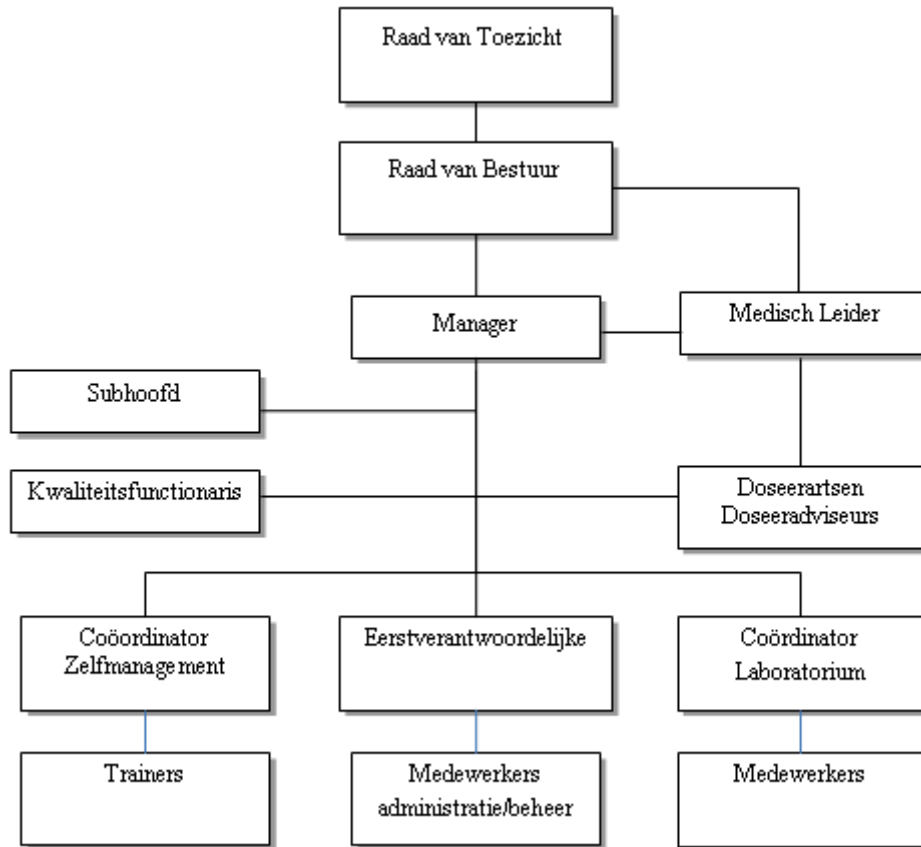 Raad van Toezicht
Raad van Bestuur
Manager
Medisch Leider
Subhoofd
Kwaliteitsfunctionaris
Doseerartsen
Doseeradviseurs
Coöordinator
Zelfmanagement
Eerstverantwoordelijke
Coördinator
Laboratorium
Trainers
Medewerkers
administratie/beheer
Medewerkers